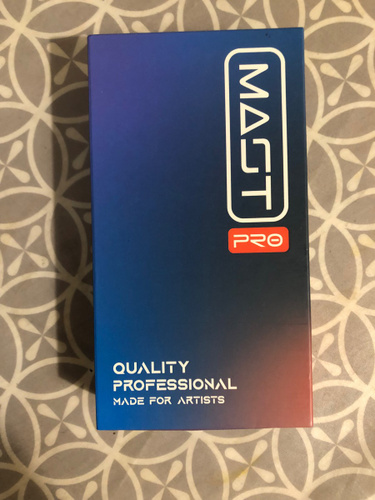 MAST
PRO
QUALITY
PROFESSIONAL
MADE FOR ARTISTS